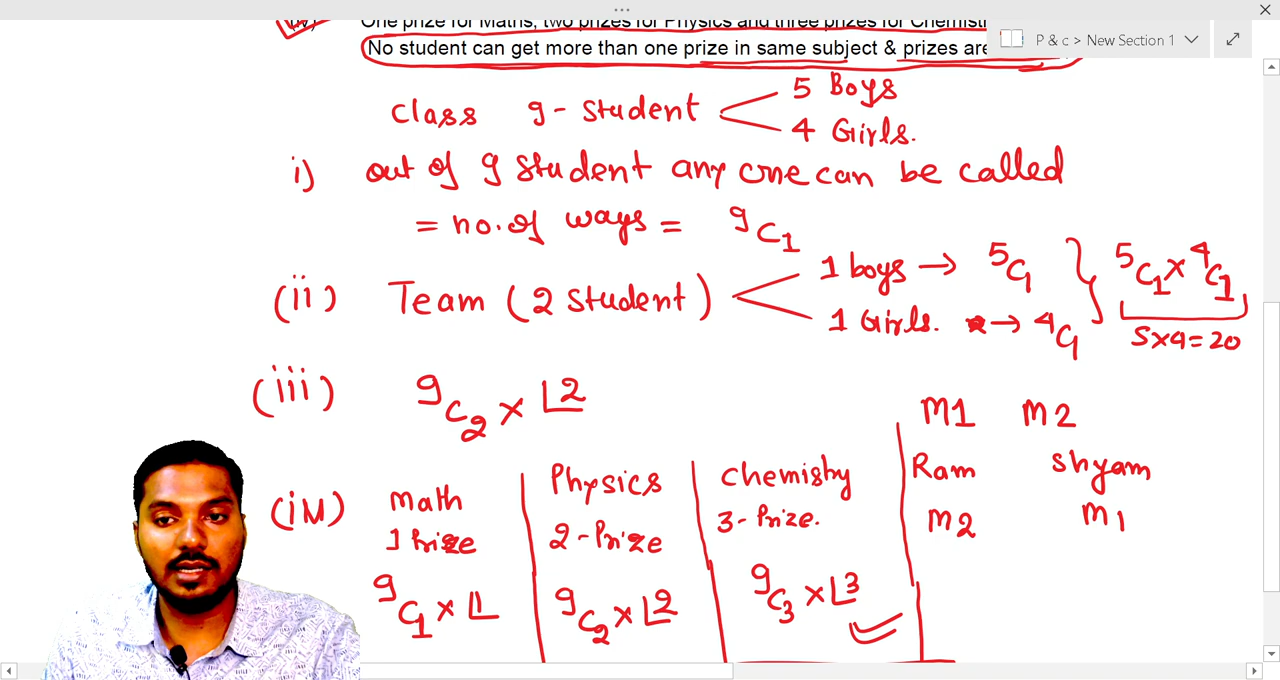 One prize for Maths, two prizes for Physics and three prizes for
No student can get more than one prize in same subject & prizes are
P & c > New Section 1
class 9 - Student 5 Boys
4 Girls.
i) out of 9 student any one can be called
= no. of ways = 9C1
(ii) Team (2 student) 1 boys → 5C1 } 5C1 x 4C1
1 Girls. → 4C1 5x4=20
(iii) 9C2 x L2
M1 M2
Ram Shyam
M2 M1
(iv) Math Physics Chemistry
1 Prize 2-Prize 3-Prize.
9C1 x L1 9C2 x L2 9C3 x L3